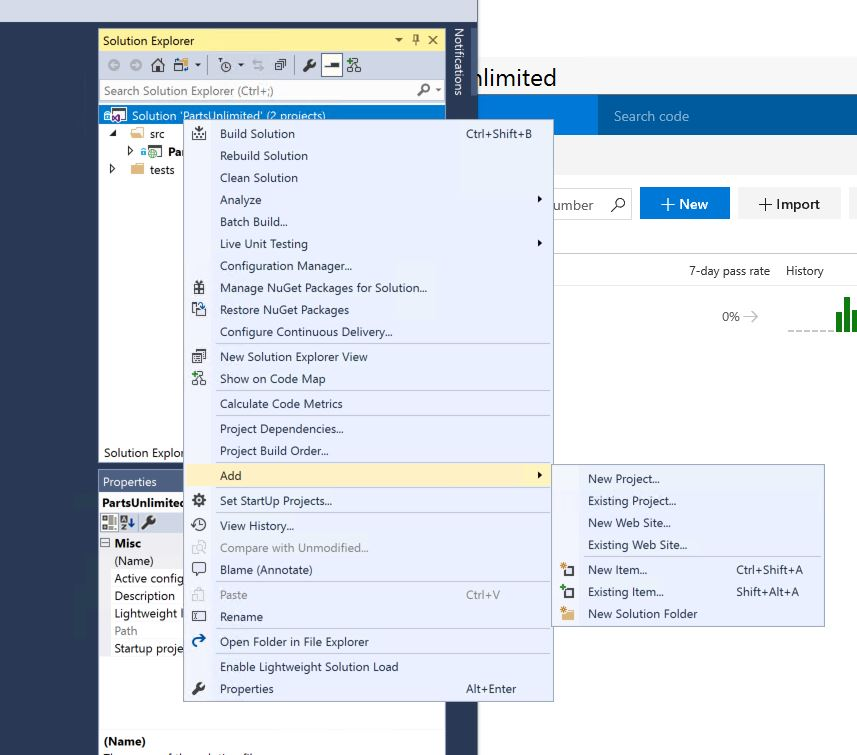 Solution Explorer
Notifications
Search Solution Explorer (Ctrl+;)
Solution 'PartsUnlimited' (2 projects)
src
tests
Build Solution Ctrl+Shift+B
Rebuild Solution
Clean Solution
Analyze
Batch Build...
Live Unit Testing
Configuration Manager...
Manage NuGet Packages for Solution...
Restore NuGet Packages
Configure Continuous Delivery...
New Solution Explorer View
Show on Code Map
Calculate Code Metrics
Project Dependencies...
Project Build Order...
Add
Set StartUp Projects...
View History...
Compare with Unmodified...
Blame (Annotate)
Paste Ctrl+V
Rename
Open Folder in File Explorer
Enable Lightweight Solution Load
Properties Alt+Enter
New Project...
Existing Project...
New Web Site...
Existing Web Site...
New Item... Ctrl+Shift+A
Existing Item... Shift+Alt+A
New Solution Folder
Solution Explor
Properties
PartsUnlimited
Misc
(Name)
Active config
Description
Lightweight l
Path
Startup proje
(Name)
nlimited
Search code
umber
New
Import
7-day pass rate History
0%